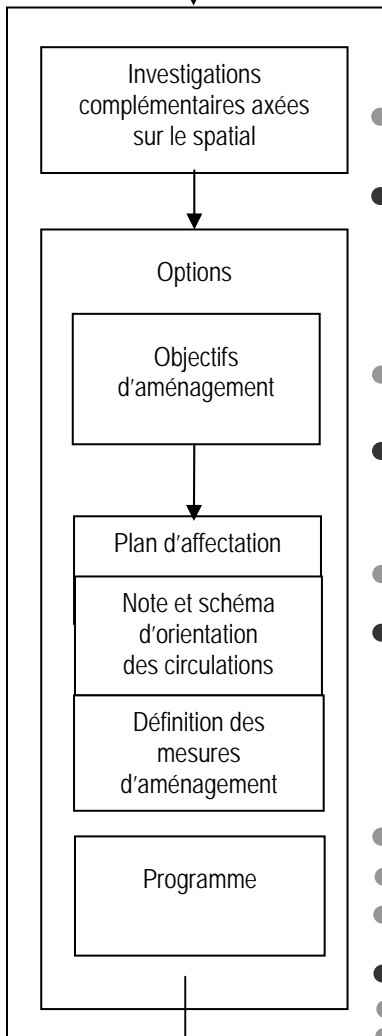 Investigations
complémentaires axées
sur le spatial
Options
Objectifs
d'aménagement
Plan d'affectation
Note et schéma
d'orientation
des circulations
Définition des
mesures
d'aménagement
Programme